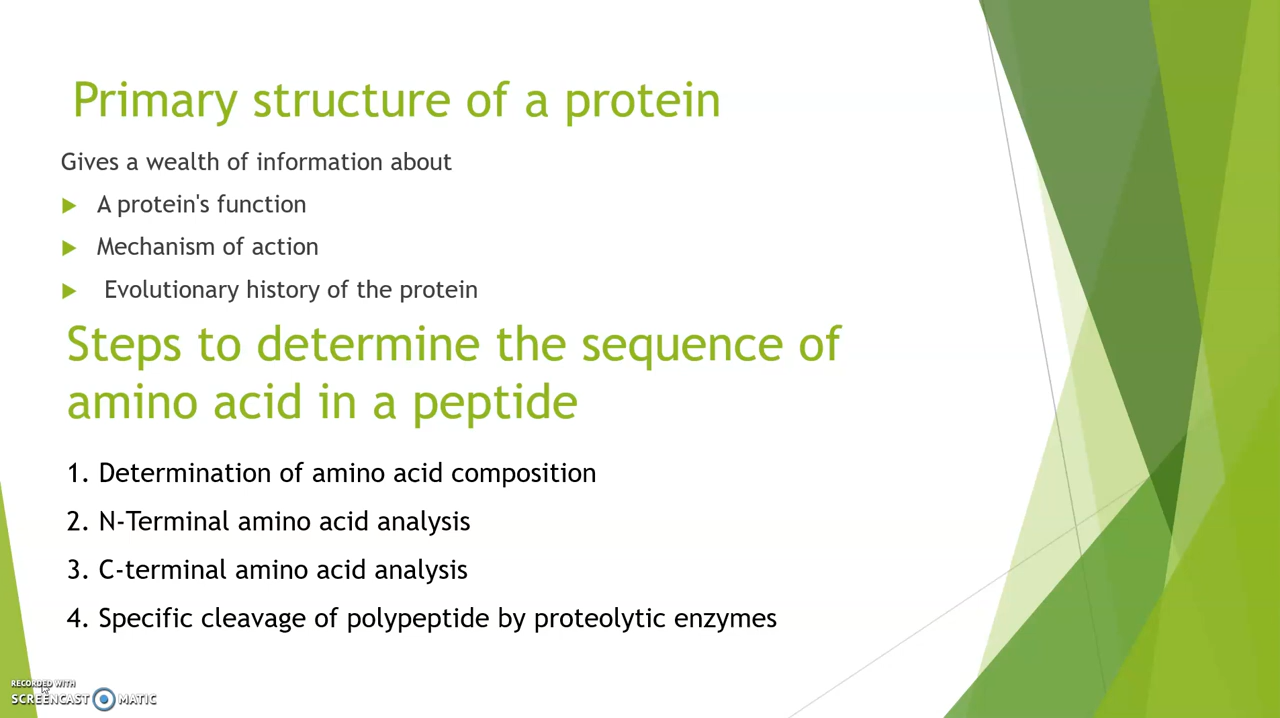 Primary structure of a protein
Gives a wealth of information about
A protein's function
Mechanism of action
Evolutionary history of the protein
Steps to determine the sequence of
amino acid in a peptide
1. Determination of amino acid composition
2. N-Terminal amino acid analysis
3. C-terminal amino acid analysis
4. Specific cleavage of polypeptide by proteolytic enzymes
RECORDED WITH
SCREENCAST MATIC